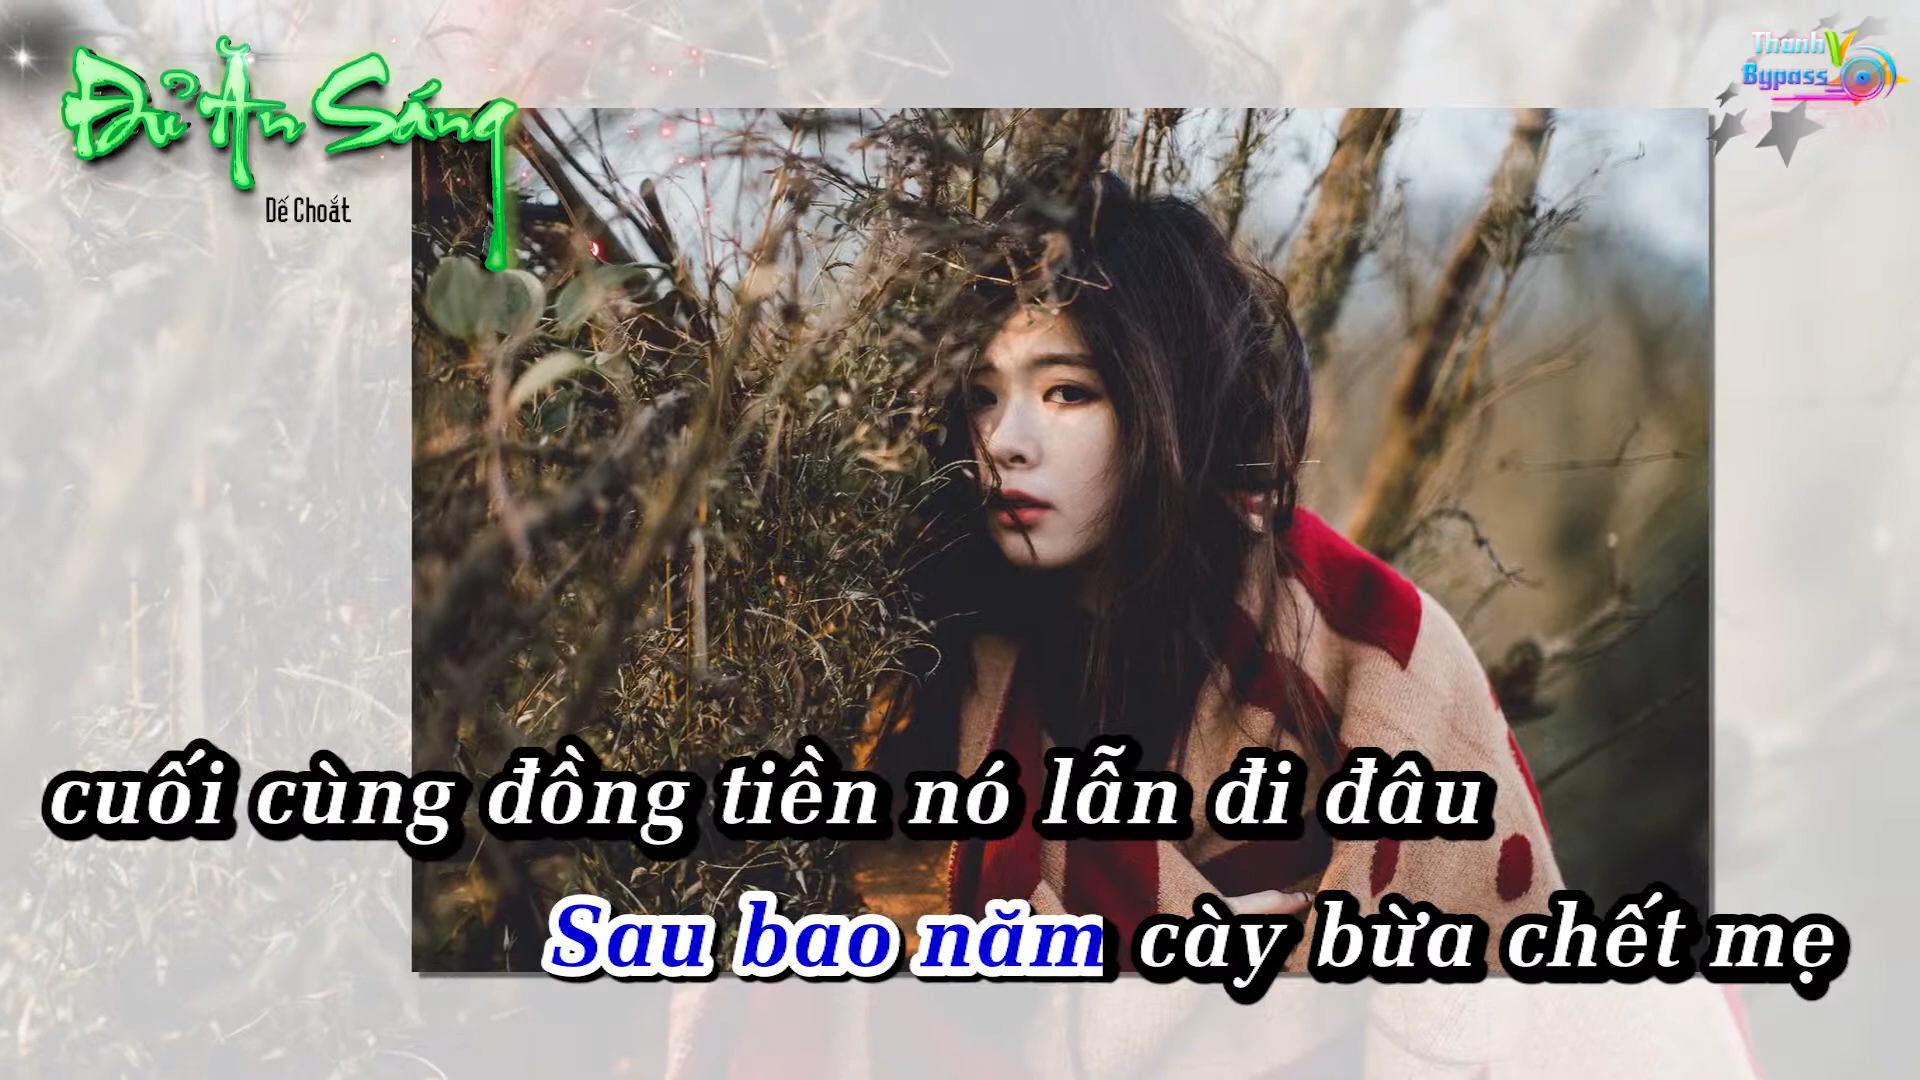 Đủ Ăn Sáng
Dế Choắt
Thanh V
Bypass
cuối cùng đồng tiền nó lẫn đi đâu
Sau bao năm cày bừa chết mẹ